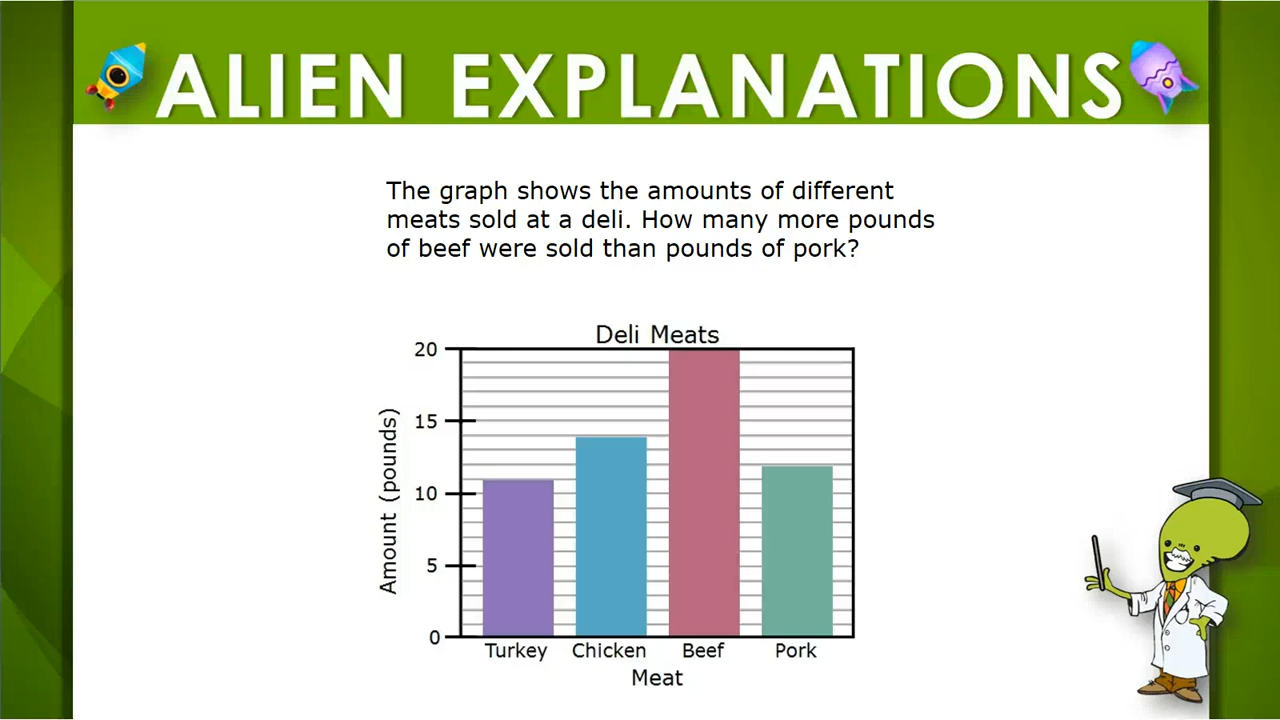 ALIEN EXPLANATIONS
The graph shows the amounts of different
meats sold at a deli. How many more pounds
of beef were sold than pounds of pork?
Deli Meats
20
15
10
5
0
Amount (pounds)
Turkey Chicken Beef Pork
Meat